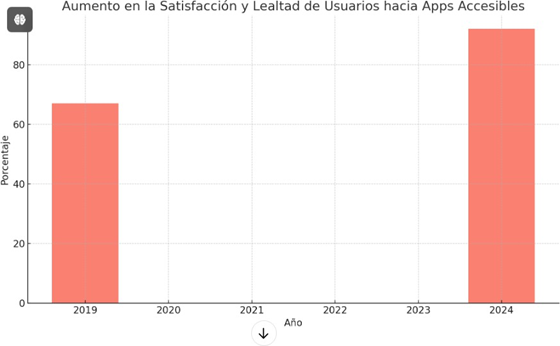 Aumento en la Satisfacción y Lealtad de Usuarios hacia Apps Accesibles
80
60
40
20
0
Porcentaje
2019 2020 2021 2022 2023 2024
Año